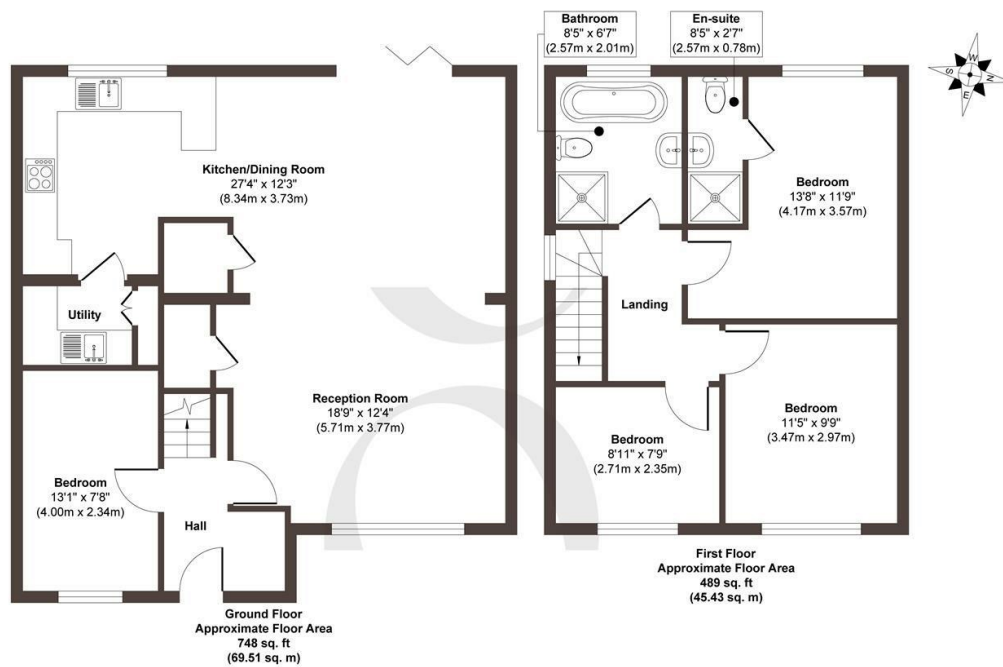 Kitchen/Dining Room
27'4" x 12'3"
(8.34m x 3.73m)
Utility
Reception Room
18'9" x 12'4"
(5.71m x 3.77m)
Bedroom
13'1" x 7'8"
(4.00m x 2.34m)
Hall
Ground Floor
Approximate Floor Area
748 sq. ft
(69.51 sq. m)
Bathroom
8'5" x 6'7"
(2.57m x 2.01m)
En-suite
8'5" x 2'7"
(2.57m x 0.78m)
Bedroom
13'8" x 11'9"
(4.17m x 3.57m)
Landing
Bedroom
8'11" x 7'9"
(2.71m x 2.35m)
Bedroom
11'5" x 9'9"
(3.47m x 2.97m)
First Floor
Approximate Floor Area
489 sq. ft
(45.43 sq. m)
W
S
N
E